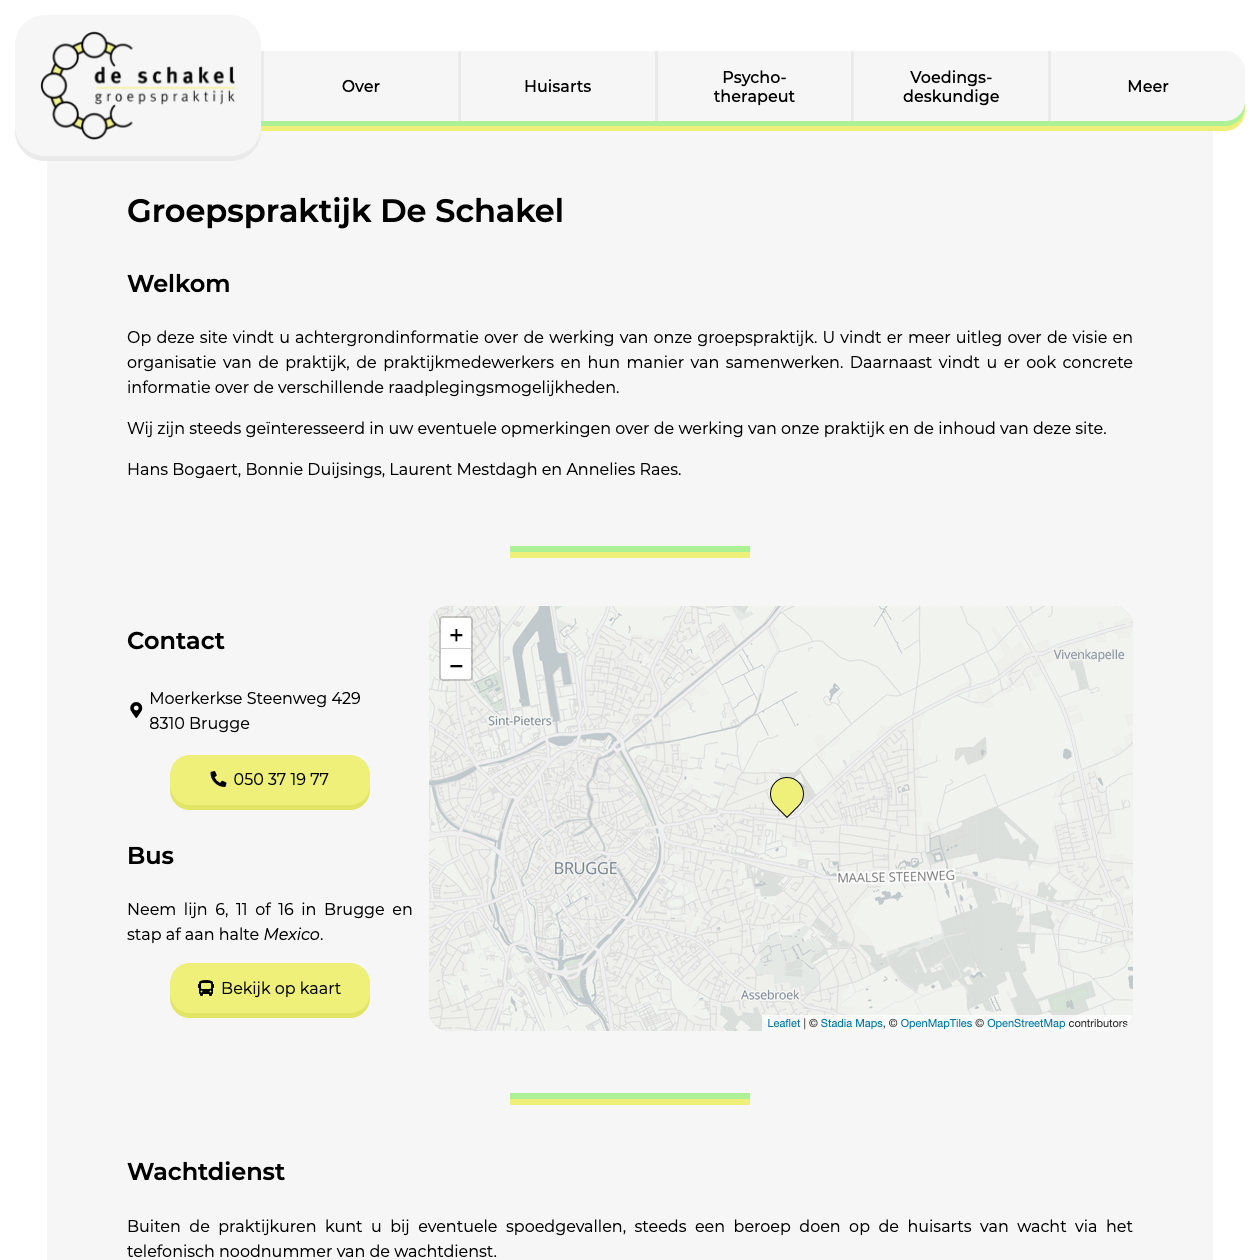 de schakel
groepspraktijk
Over
Huisarts
Psycho-
therapeut
Voedings-
deskundige
Meer
Groepspraktijk De Schakel
Welkom
Op deze site vindt u achtergrondinformatie over de werking van onze groepspraktijk. U vindt er meer uitleg over de visie en
organisatie van de praktijk, de praktijkmedewerkers en hun manier van samenwerken. Daarnaast vindt u er ook concrete
informatie over de verschillende raadplegingsmogelijkheden.
Wij zijn steeds geïnteresseerd in uw eventuele opmerkingen over de werking van onze praktijk en de inhoud van deze site.
Hans Bogaert, Bonnie Duijsings, Laurent Mestdagh en Annelies Raes.
Contact
Moerkerkse Steenweg 429
8310 Brugge
050 37 19 77
Bus
Neem lijn 6, 11 of 16 in Brugge en
stap af aan halte Mexico.
Bekijk op kaart
+
−
Vivenkapelle
Sint-Pieters
BRUGGE
MAALSE STEENWEG
Assebroek
Leaflet | © Stadia Maps, © OpenMapTiles © OpenStreetMap contributors
Wachtdienst
Buiten de praktijkuren kunt u bij eventuele spoedgevallen, steeds een beroep doen op de huisarts van wacht via het
telefonisch noodnummer van de wachtdienst.